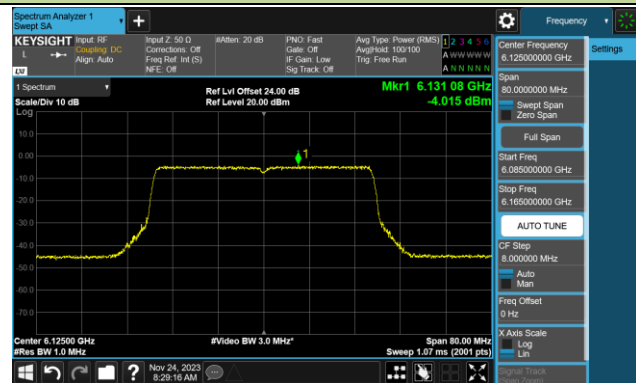 Spectrum Analyzer 1
Swept SA
Frequency
KEYSIGHT
Input: RF
Coupling: DC
Align: Auto
Input Z: 50 Ω
Corrections: Off
Freq Ref: Int (S)
NFE: Off
#Atten: 20 dB
PNO: Fast
Gate: Off
IF Gain: Low
Sig Track: Off
Avg Type: Power (RMS)
Avg|Hold: 100/100
Trig: Free Run
1 2 3 4 5 6
A W W W W W
A N N N N N
L
LXI
1 Spectrum
Scale/Div 10 dB
Log
Ref Lvl Offset 24.00 dB
Ref Level 20.00 dBm
Mkr1 6.131 08 GHz
-4.015 dBm
1
10.0
0.00
-10.0
-20.0
-30.0
-40.0
-50.0
-60.0
-70.0
Center 6.12500 GHz
#Res BW 1.0 MHz
#Video BW 3.0 MHz*
Span 80.00 MHz
Sweep 1.07 ms (2001 pts)
Nov 24, 2023
8:29:16 AM
Center Frequency
6.125000000 GHz
Settings
Span
80.0000000 MHz
Swept Span
Zero Span
Full Span
Start Freq
6.085000000 GHz
Stop Freq
6.165000000 GHz
AUTO TUNE
CF Step
8.000000 MHz
Auto
Man
Freq Offset
0 Hz
X Axis Scale
Log
Lin
Signal Track